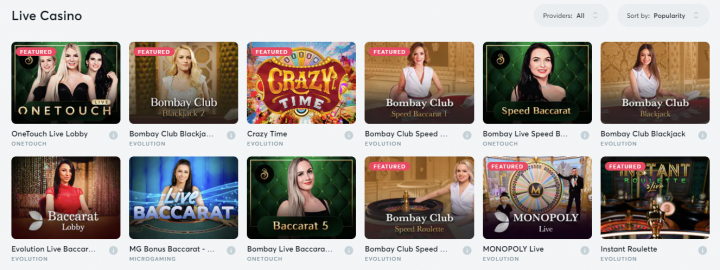 Live Casino
Providers: All
Sort by: Popularity
FEATURED
ONETOUCH
LIVE
FEATURED
Bombay Club
Blackjack 2
FEATURED
CRAZY
TIME
FEATURED
Bombay Club
Speed Baccarat 1
Speed Baccarat
Bombay Club
Blackjack
OneTouch Live Lobby
Bombay Club Blackja...
Crazy Time
Bombay Club Speed ...
Bombay Live Speed B...
Bombay Club Blackjack
ONETOUCH
EVOLUTION
EVOLUTION
EVOLUTION
ONETOUCH
EVOLUTION
Baccarat
Lobby
Live
BACCARAT
Baccarat 5
FEATURED
Bombay Club
Speed Roulette
FEATURED
M
MONOPOLY
Live
FEATURED
INSTANT
ROULETTE
Live
Evolution Live Baccar...
MG Bonus Baccarat - ...
Bombay Live Baccara...
Bombay Club Speed ...
MONOPOLY Live
Instant Roulette
EVOLUTION
MICROGAMING
ONETOUCH
EVOLUTION
EVOLUTION
EVOLUTION